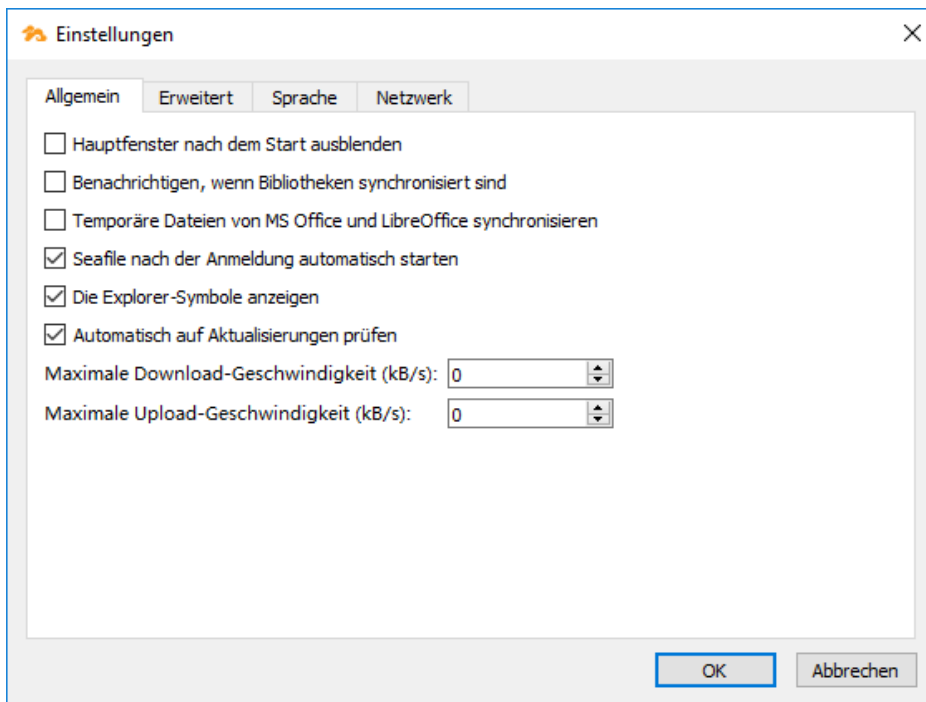 Einstellungen
Allgemein Erweitert Sprache Netzwerk
Hauptfenster nach dem Start ausblenden
Benachrichtigen, wenn Bibliotheken synchronisiert sind
Temporäre Dateien von MS Office und LibreOffice synchronisieren
Seafile nach der Anmeldung automatisch starten
Die Explorer-Symbole anzeigen
Automatisch auf Aktualisierungen prüfen
Maximale Download-Geschwindigkeit (kB/s): 0
Maximale Upload-Geschwindigkeit (kB/s): 0
OK Abbrechen